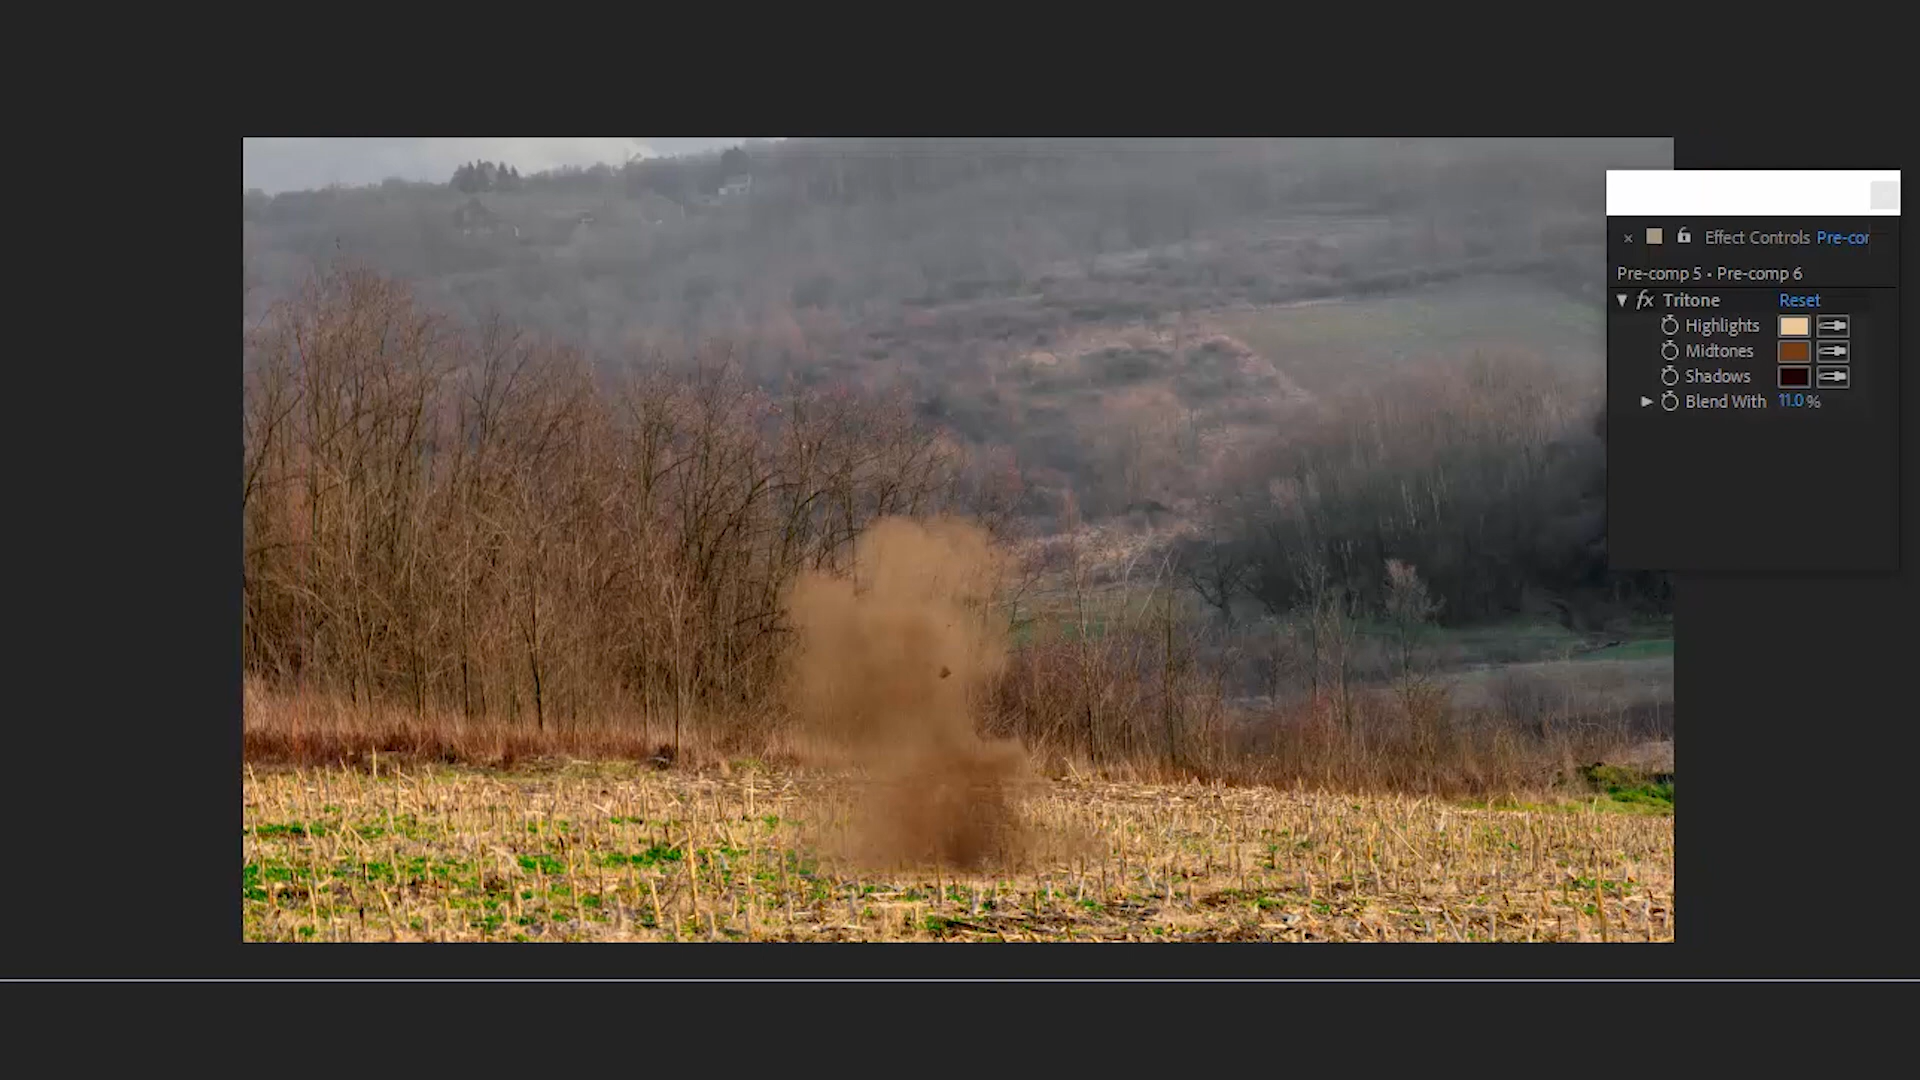 Effect Controls Pre-cor
Pre-comp 5 • Pre-comp 6
fx Tritone Reset
Highlights
Midtones
Shadows
Blend With 11.0 %